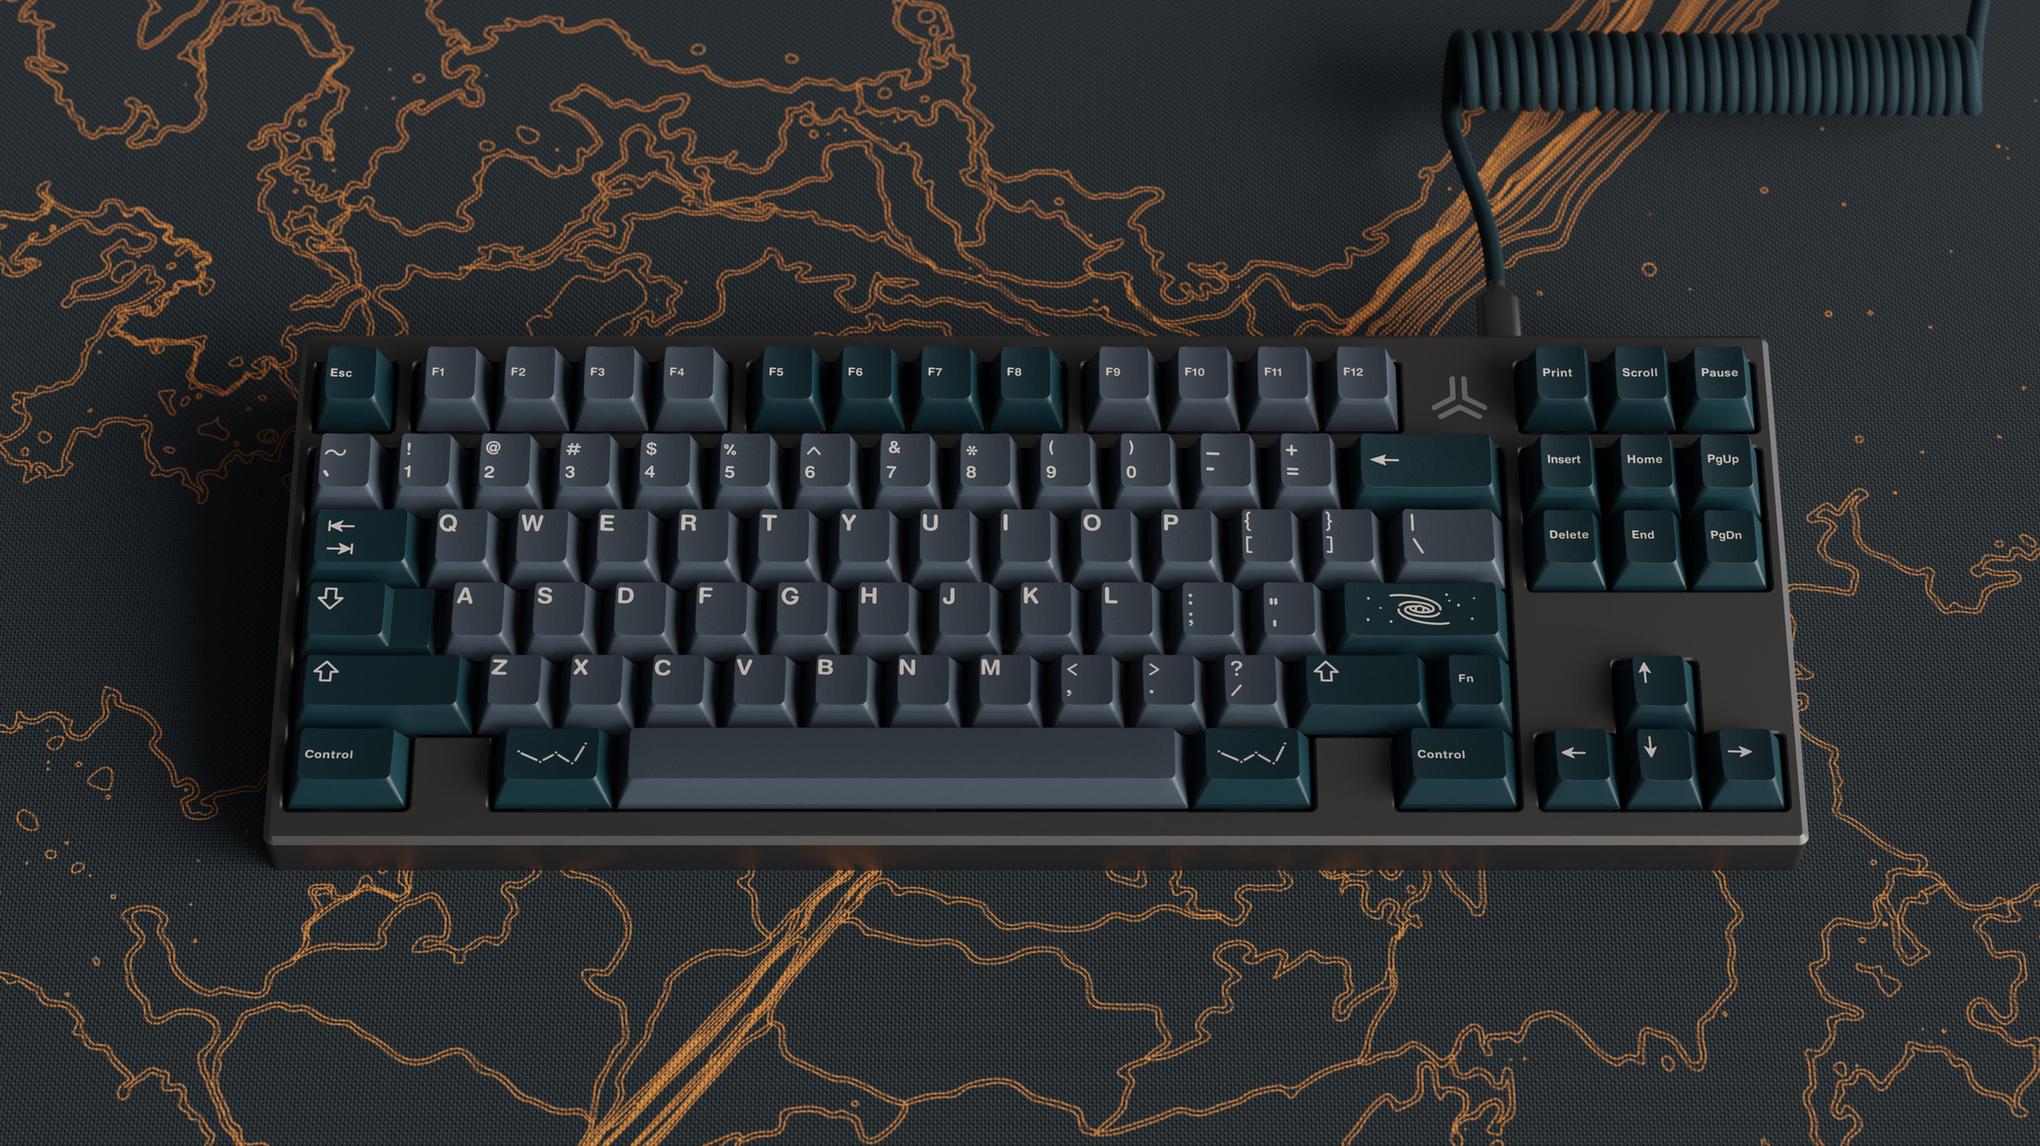 Esc F1 F2 F3 F4 F5 F6 F7 F8 F9 F10 F11 F12 Print Scroll Pause
~ ! @ # $ % ^ & * ( ) _ +
` 1 2 3 4 5 6 7 8 9 0 - = ← Insert Home PgUp
⇤ Q W E R T Y U I O P { } |
⇥ [ ] \ Delete End PgDn
⇩ A S D F G H J K L : "
; '
⇧ Z X C V B N M < > ? ⇧ Fn ↑
, . /
Control Control ← ↓ →